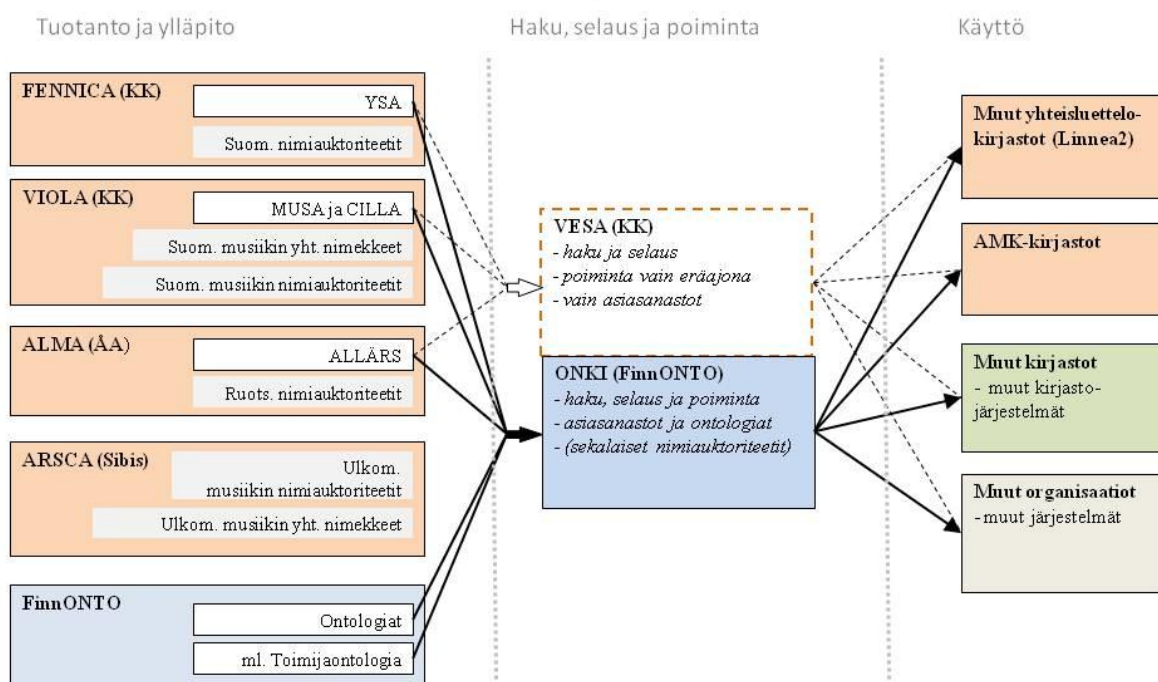 Tuotanto ja ylläpito
Haku, selaus ja poiminta
Käyttö
FENNICA (KK)
YSA
Suom. nimiauktoriteetit
VIOLA (KK)
MUSA ja CILLA
Suom. musiikin yht. nimekkeet
Suom. musiikin nimiauktoriteetit
ALMA (ÅA)
ALLÄRS
Ruots. nimiauktoriteetit
ARSCA (Sibis)
Ulkom.
musiikin nimiauktoriteetit
Ulkom. musiikin yht. nimekkeet
FinnONTO
Ontologiat
ml. Toimijaontologia
VESA (KK)
- haku ja selaus
- poiminta vain eräajona
- vain asiasanastot
ONKI (FinnONTO)
- haku, selaus ja poiminta
- asiasanastot ja ontologiat
- (sekalaiset nimiauktoriteetit)
Muut yhteisluettelo-
kirjastot (Linnea2)
AMK-kirjastot
Muut kirjastot
- muut kirjasto-
järjestelmät
Muut organisaatiot
-muut järjestelmät